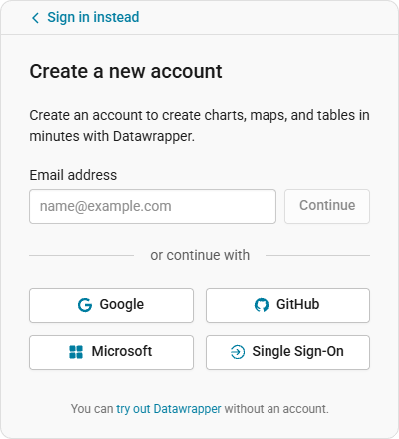 Sign in instead
Create a new account
Create an account to create charts, maps, and tables in
minutes with Datawrapper.
Email address
name@example.com
Continue
or continue with
Google
GitHub
Microsoft
Single Sign-On
You can try out Datawrapper without an account.